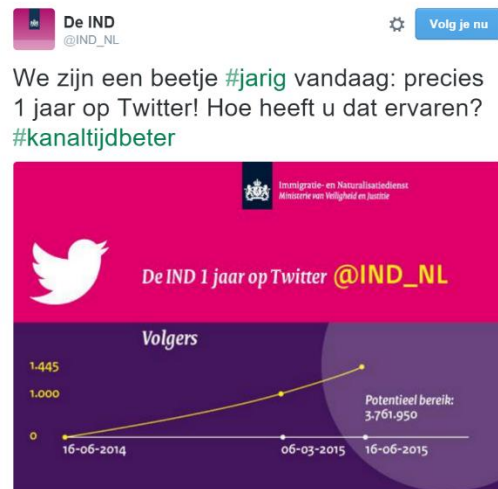 De IND
@IND_NL
Volg je nu
We zijn een beetje #jarig vandaag: precies
1 jaar op Twitter! Hoe heeft u dat ervaren?
#kanaltijdbeter
Immigratie- en Naturalisatiedienst
Ministerie van Veiligheid en Justitie
De IND 1 jaar op Twitter @IND_NL
Volgers
1.445
1.000
Potentieel bereik:
3.761.950
0
16-06-2014 06-03-2015 16-06-2015